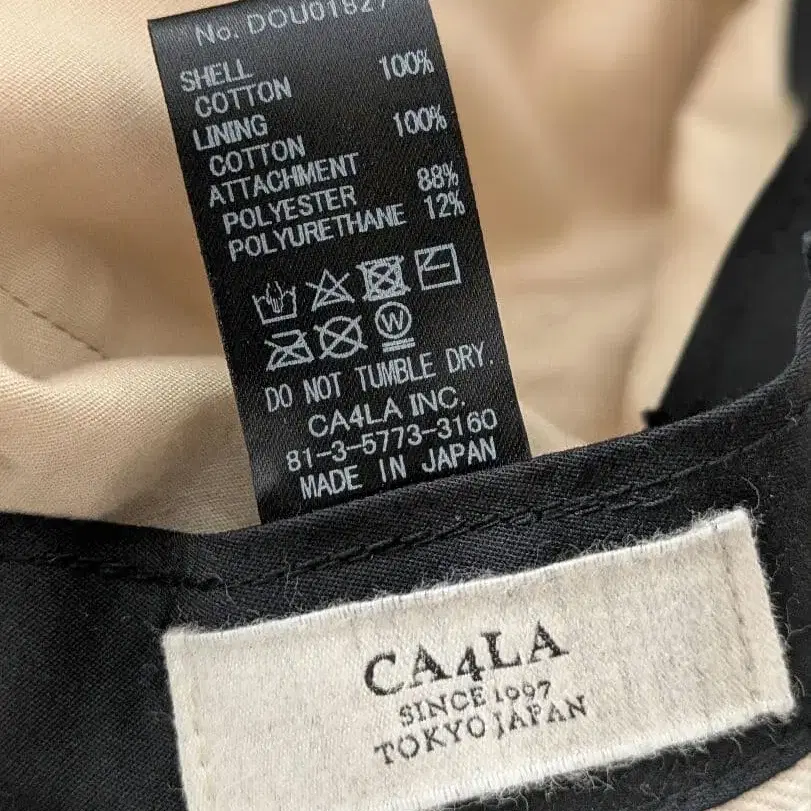 No. DOU01827
SHELL
COTTON 100%
LINING
COTTON 100%
ATTACHMENT
POLYESTER 88%
POLYURETHANE 12%
W
DO NOT TUMBLE DRY.
CA4LA INC.
81-3-5773-3160
MADE IN JAPAN
CA4LA
SINCE 1997
TOKYO JAPAN